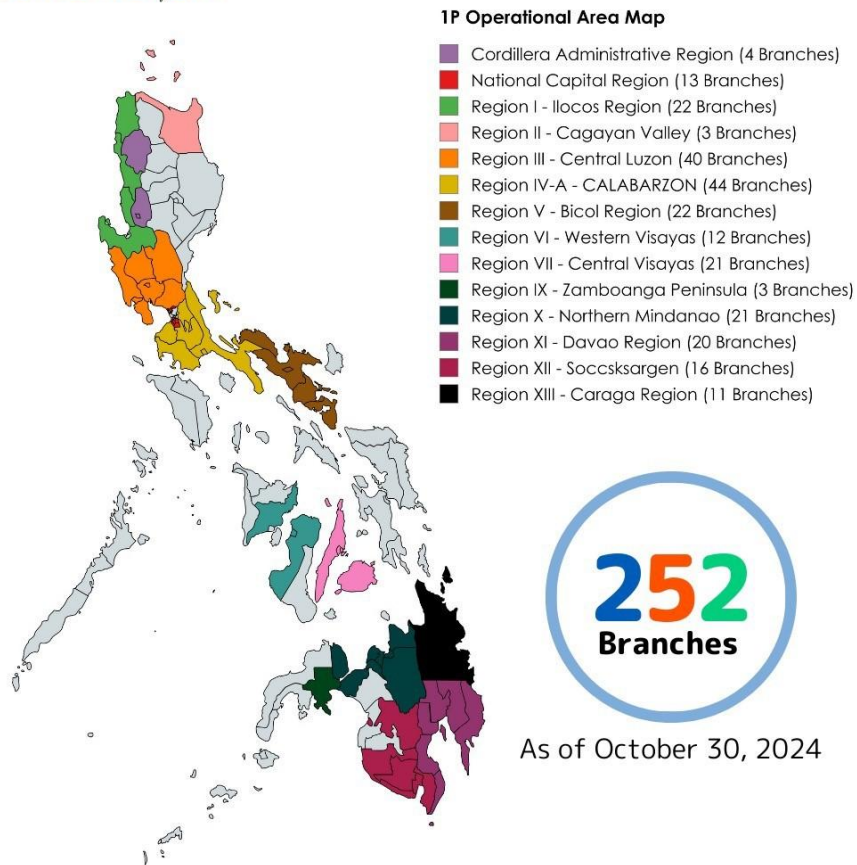 1P Operational Area Map
Cordillera Administrative Region (4 Branches)
National Capital Region (13 Branches)
Region I - Ilocos Region (22 Branches)
Region II - Cagayan Valley (3 Branches)
Region III - Central Luzon (40 Branches)
Region IV-A - CALABARZON (44 Branches)
Region V - Bicol Region (22 Branches)
Region VI - Western Visayas (12 Branches)
Region VII - Central Visayas (21 Branches)
Region IX - Zamboanga Peninsula (3 Branches)
Region X - Northern Mindanao (21 Branches)
Region XI - Davao Region (20 Branches)
Region XII - Soccsksargen (16 Branches)
Region XIII - Caraga Region (11 Branches)
252
Branches
As of October 30, 2024